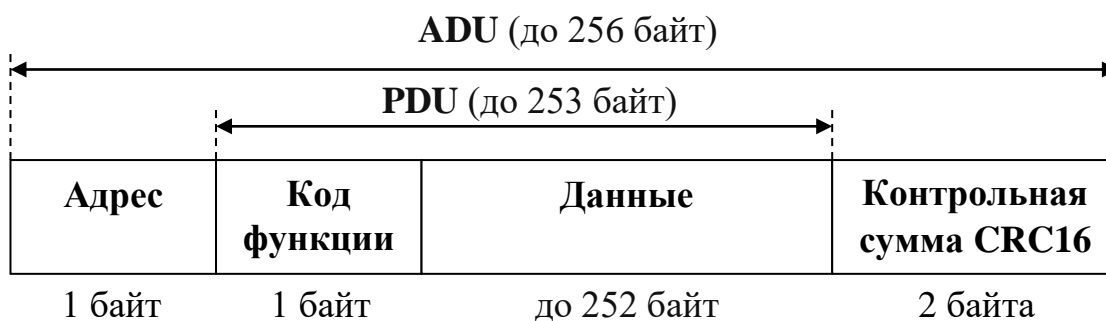 ADU (до 256 байт)
PDU (до 253 байт)
Адрес
Код
функции
Данные
Контрольная
сумма CRC16
1 байт
1 байт
до 252 байт
2 байта